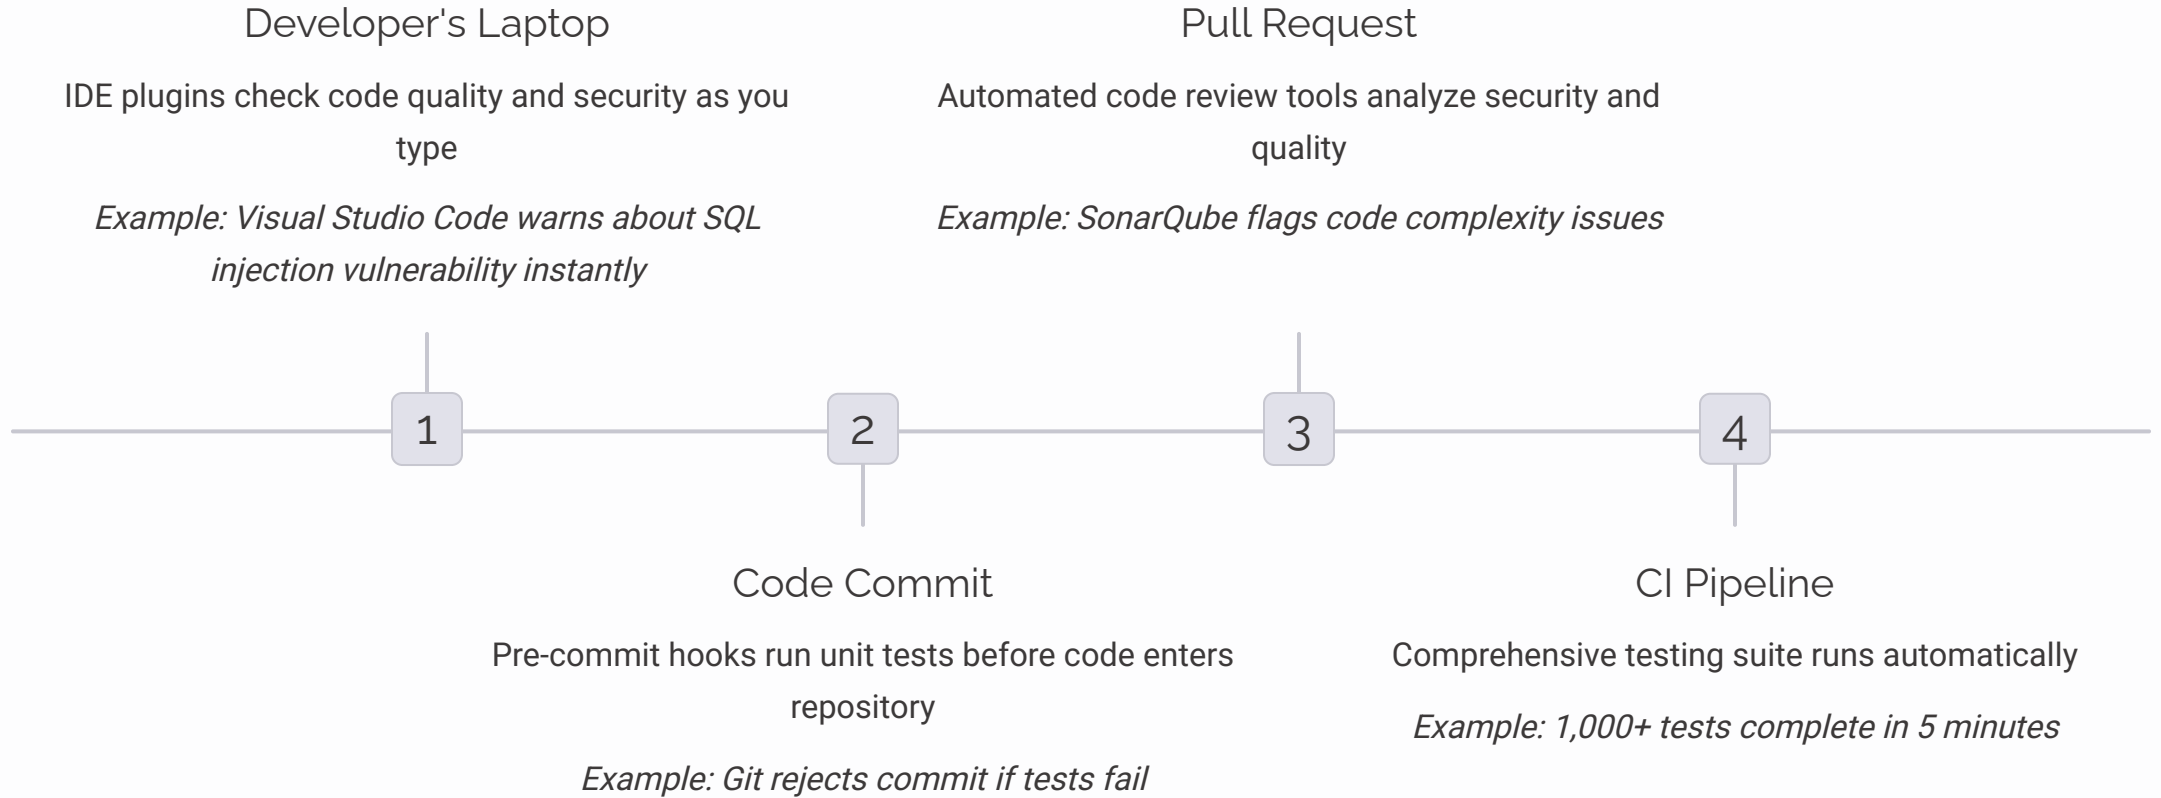 Developer's Laptop
IDE plugins check code quality and security as you
type
Example: Visual Studio Code warns about SQL
injection vulnerability instantly
1
2
Code Commit
Pre-commit hooks run unit tests before code enters
repository
Example: Git rejects commit if tests fail
Pull Request
Automated code review tools analyze security and
quality
Example: SonarQube flags code complexity issues
3
4
CI Pipeline
Comprehensive testing suite runs automatically
Example: 1,000+ tests complete in 5 minutes